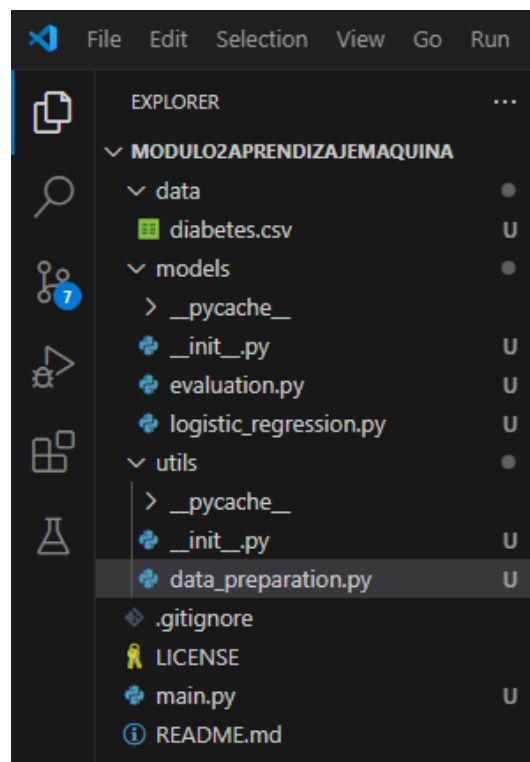 File Edit Selection View Go Run
EXPLORER ...
MODULO2APRENDIZAJEMAQUINA
data
diabetes.csv U
models
__pycache__
__init__.py U
evaluation.py U
7
logistic_regression.py U
utils
__pycache__
__init__.py U
data_preparation.py U
.gitignore
LICENSE
main.py U
README.md